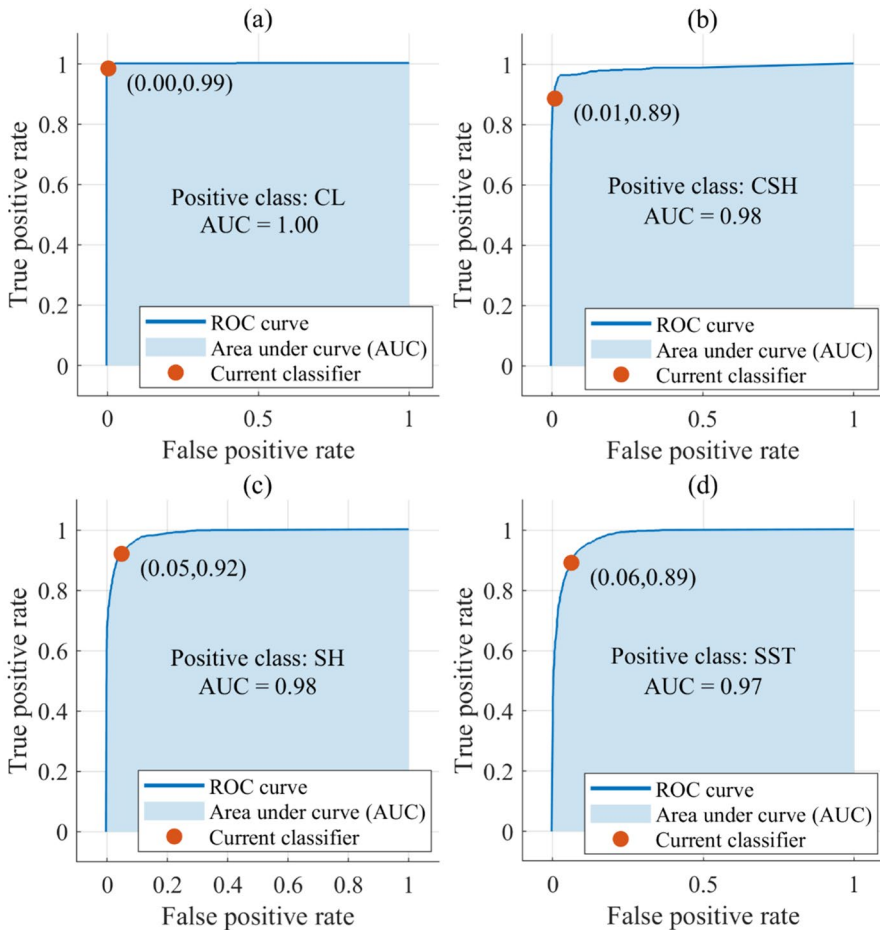 (a)
True positive rate
1
0.8
0.6
0.4
0.2
0
(0.00,0.99)
Positive class: CL
AUC = 1.00
ROC curve
Area under curve (AUC)
Current classifier
0
0.5
1
False positive rate
(b)
True positive rate
1
0.8
0.6
0.4
0.2
0
(0.01,0.89)
Positive class: CSH
AUC = 0.98
ROC curve
Area under curve (AUC)
Current classifier
0
0.5
1
False positive rate
(c)
True positive rate
1
0.8
0.6
0.4
0.2
0
(0.05,0.92)
Positive class: SH
AUC = 0.98
ROC curve
Area under curve (AUC)
Current classifier
0
0.2
0.4
0.6
0.8
1
False positive rate
(d)
True positive rate
1
0.8
0.6
0.4
0.2
0
(0.06,0.89)
Positive class: SST
AUC = 0.97
ROC curve
Area under curve (AUC)
Current classifier
0
0.5
1
False positive rate